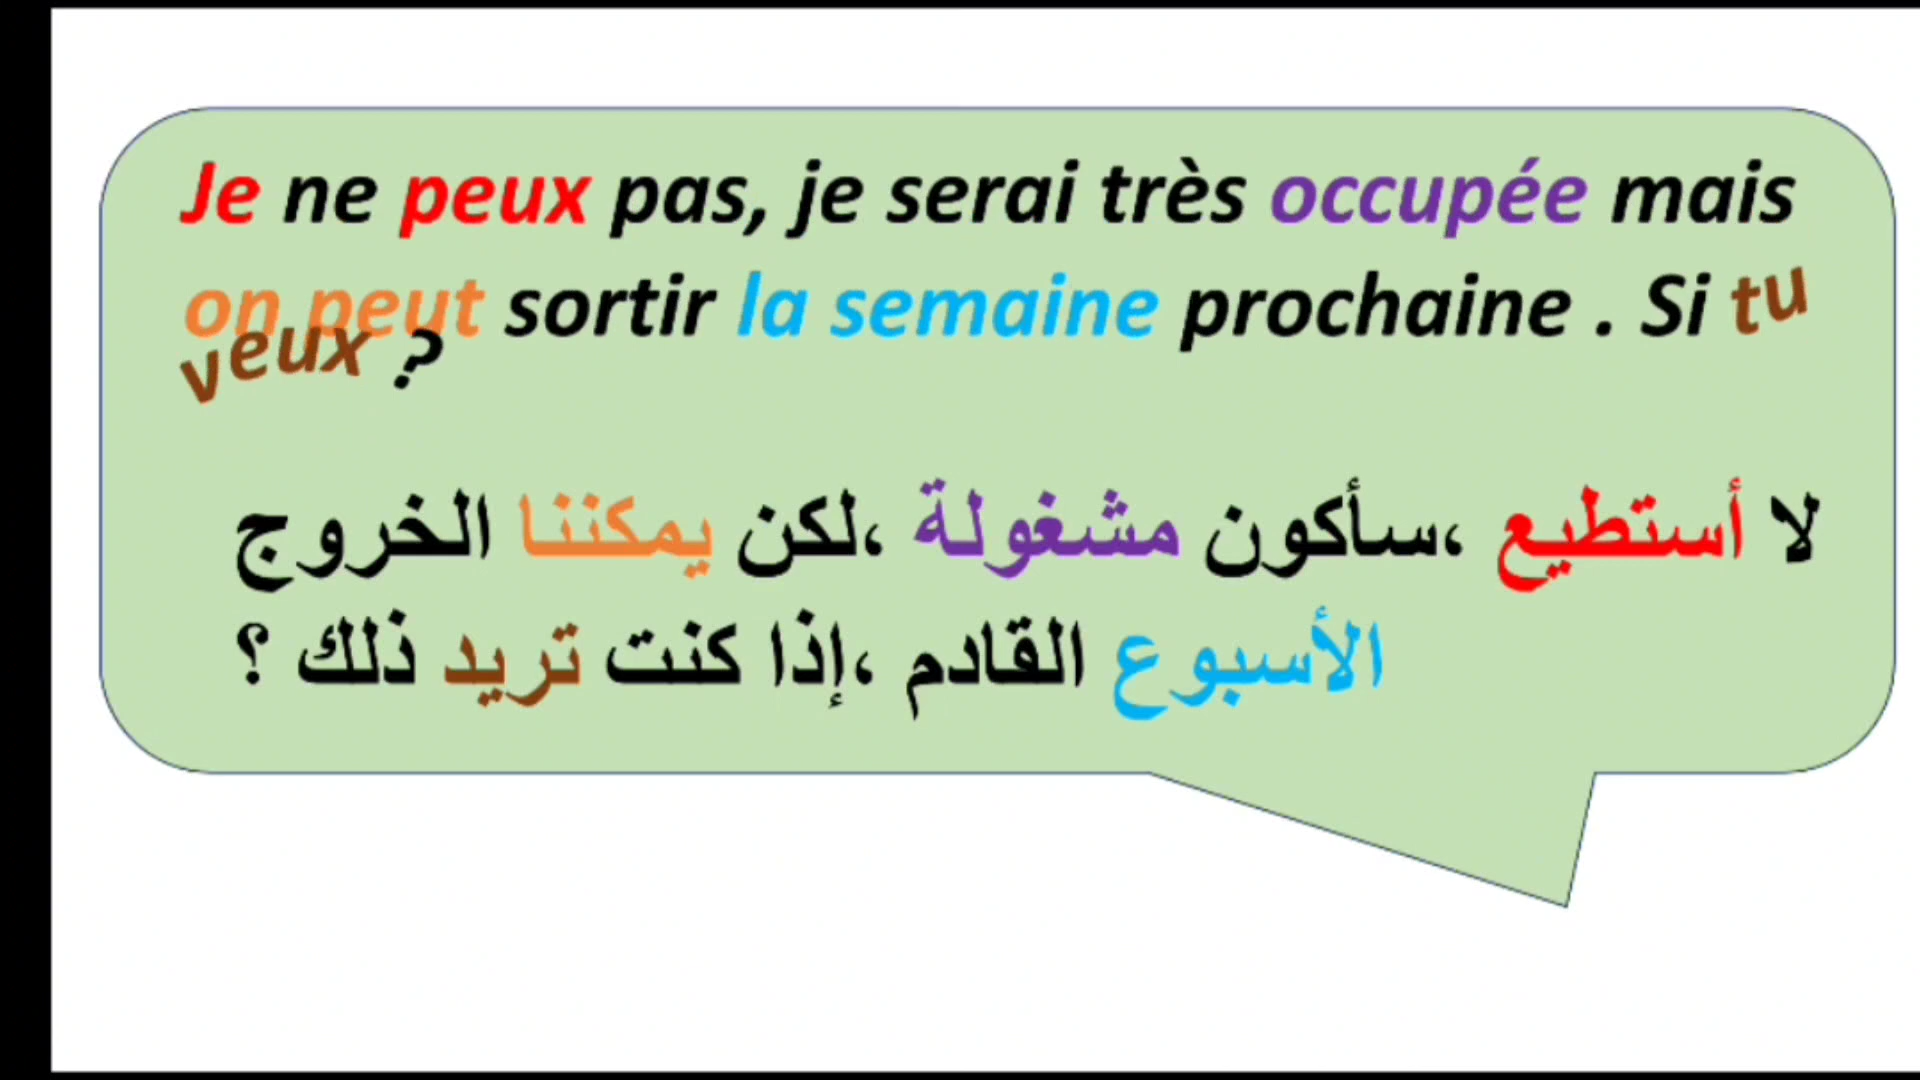 Je ne peux pas, je serai très occupée mais
on peut sortir la semaine prochaine . Si tu
veux ?
لا أستطيع ،سأكون مشغولة ،لكن يمكننا الخروج
الأسبوع القادم ،إذا كنت تريد ذلك ؟